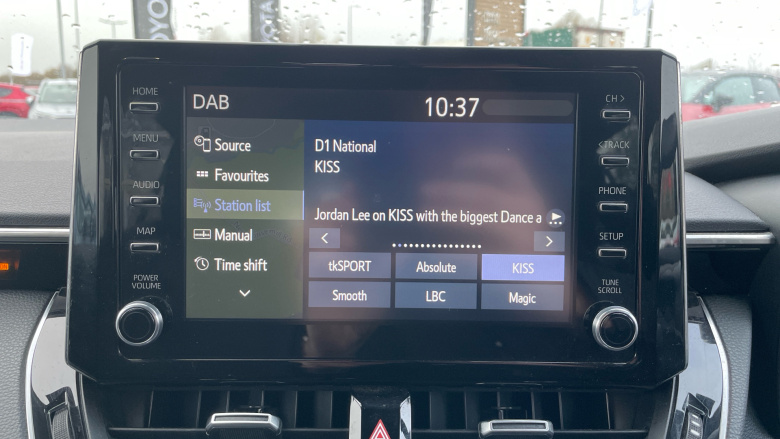 TOYOTA
HOME
MENU
AUDIO
MAP
POWER
VOLUME
DAB
10:37
Source
Favourites
Station list
Manual
Time shift
D1 National
KISS
Jordan Lee on KISS with the biggest Dance a
< >
tkSPORT Absolute KISS
Smooth LBC Magic
CH >
< TRACK
PHONE
SETUP
TUNE
SCROLL